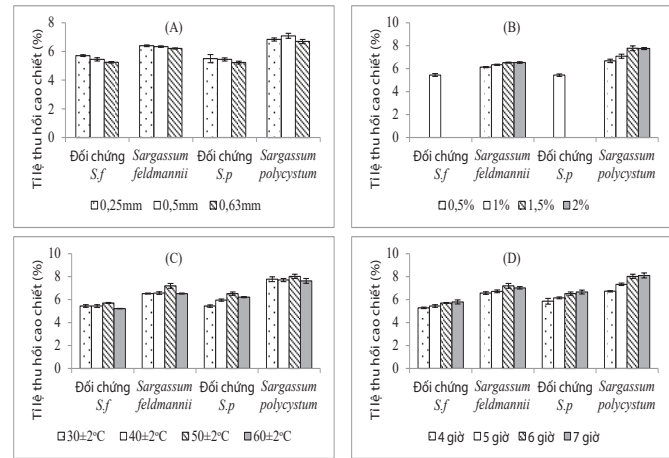 (A)
Tỉ lệ thu hồi cao chiết (%)
8
6
4
2
0
Đối chứng Sargassum Đối chứng Sargassum
S.f feldmannii S.p polycystum
0,25mm 0,5mm 0,63mm
(B)
Tỉ lệ thu hồi cao chiết (%)
10
8
6
4
2
0
Đối chứng Sargassum Đối chứng Sargassum
S.f feldmannii S.p polycystum
0,5% 1% 1,5% 2%
(C)
Tỉ lệ thu hồi cao chiết (%)
10
8
6
4
2
0
Đối chứng Sargassum Đối chứng Sargassum
S.f feldmannii S.p polycystum
30±2ºC 40±2ºC 50±2ºC 60±2ºC
(D)
Tỉ lệ thu hồi cao chiết (%)
10
8
6
4
2
0
Đối chứng Sargassum Đối chứng Sargassum
S.f feldmannii S.p polycystum
4 giờ 5 giờ 6 giờ 7 giờ